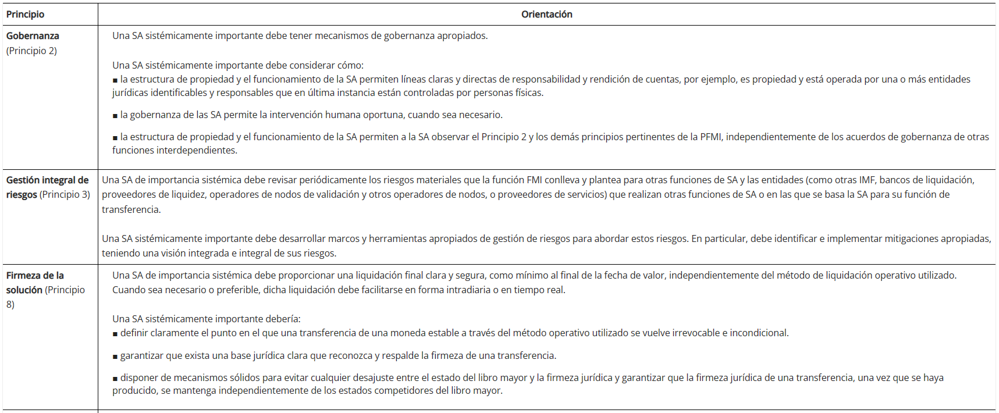 Principio
Orientación
Gobernanza
(Principio 2)
Una SA sistémicamente importante debe tener mecanismos de gobernanza apropiados.
Una SA sistémicamente importante debe considerar cómo:
■ la estructura de propiedad y el funcionamiento de la SA permiten líneas claras y directas de responsabilidad y rendición de cuentas, por ejemplo, es propiedad y está operada por una o más entidades
jurídicas identificables y responsables que en última instancia están controladas por personas físicas.
■ la gobernanza de las SA permite la intervención humana oportuna, cuando sea necesario.
■ la estructura de propiedad y el funcionamiento de la SA permiten a la SA observar el Principio 2 y los demás principios pertinentes de la PFMI, independientemente de los acuerdos de gobernanza de otras
funciones interdependientes.
Gestión integral de
riesgos (Principio 3)
Una SA de importancia sistémica debe revisar periódicamente los riesgos materiales que la función FMI conlleva y plantea para otras funciones de SA y las entidades (como otras IMF, bancos de liquidación,
proveedores de liquidez, operadores de nodos de validación y otros operadores de nodos, o proveedores de servicios) que realizan otras funciones de SA o en las que se basa la SA para su función de
transferencia.
Una SA sistémicamente importante debe desarrollar marcos y herramientas apropiados de gestión de riesgos para abordar estos riesgos. En particular, debe identificar e implementar mitigaciones apropiadas,
teniendo una visión integrada e integral de sus riesgos.
Firmeza de la
solución (Principio
8)
Una SA de importancia sistémica debe proporcionar una liquidación final clara y segura, como mínimo al final de la fecha de valor, independientemente del método de liquidación operativo utilizado.
Cuando sea necesario o preferible, dicha liquidación debe facilitarse en forma intradiaria o en tiempo real.
Una SA sistémicamente importante debería:
■ definir claramente el punto en el que una transferencia de una moneda estable a través del método operativo utilizado se vuelve irrevocable e incondicional.
■ garantizar que exista una base jurídica clara que reconozca y respalde la firmeza de una transferencia.
■ disponer de mecanismos sólidos para evitar cualquier desajuste entre el estado del libro mayor y la firmeza jurídica y garantizar que la firmeza jurídica de una transferencia, una vez que se haya
producido, se mantenga independientemente de los estados competidores del libro mayor.